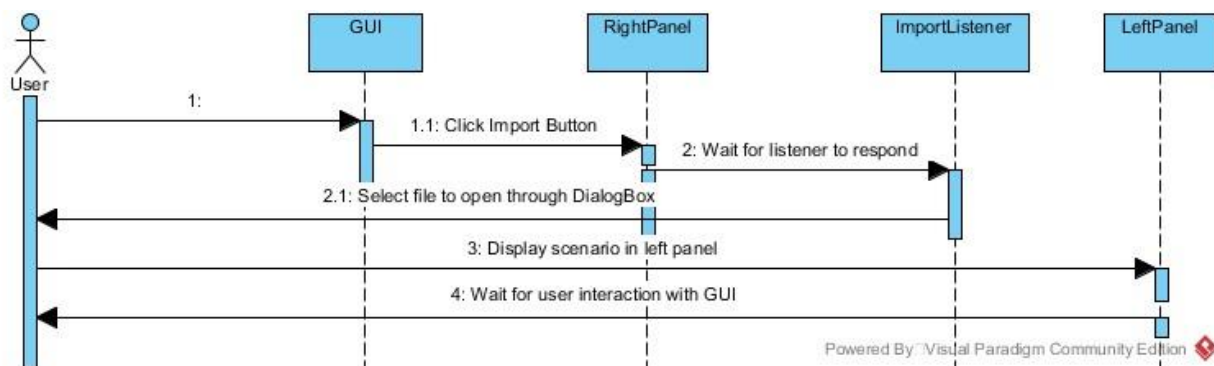 GUI
RightPanel
ImportListener
LeftPanel
User
1:
1.1: Click Import Button
2: Wait for listener to respond
2.1: Select file to open through DialogBox
3: Display scenario in left panel
4: Wait for user interaction with GUI
Powered By Visual Paradigm Community Edition